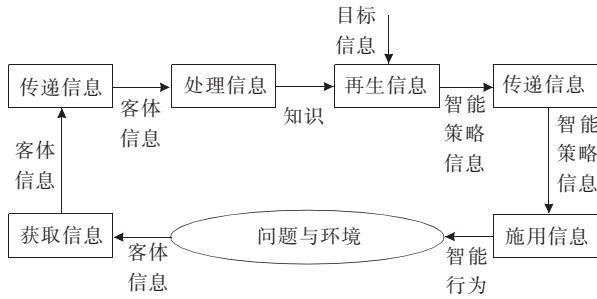 目标
信息
传递信息
处理信息
再生信息
传递信息
客体
信息
知识
智能
策略
信息
智能
策略
信息
客体
信息
获取信息
问题与环境
施用信息
客体
信息
智能
行为